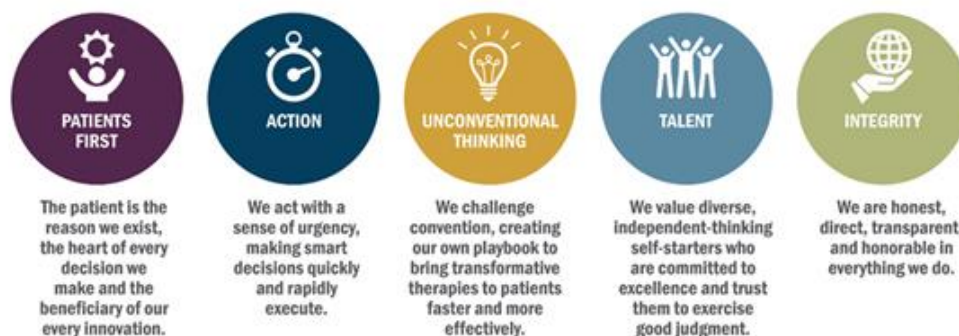 PATIENTS
FIRST
The patient is the
reason we exist,
the heart of every
decision we
make and the
beneficiary of our
every innovation.
ACTION
We act with a
sense of urgency,
making smart
decisions quickly
and rapidly
execute.
UNCONVENTIONAL
THINKING
We challenge
convention, creating
our own playbook to
bring transformative
therapies to patients
faster and more
effectively.
TALENT
We value diverse,
independent-thinking
self-starters who
are committed to
excellence and trust
them to exercise
good judgment.
INTEGRITY
We are honest,
direct, transparent
and honorable in
everything we do.